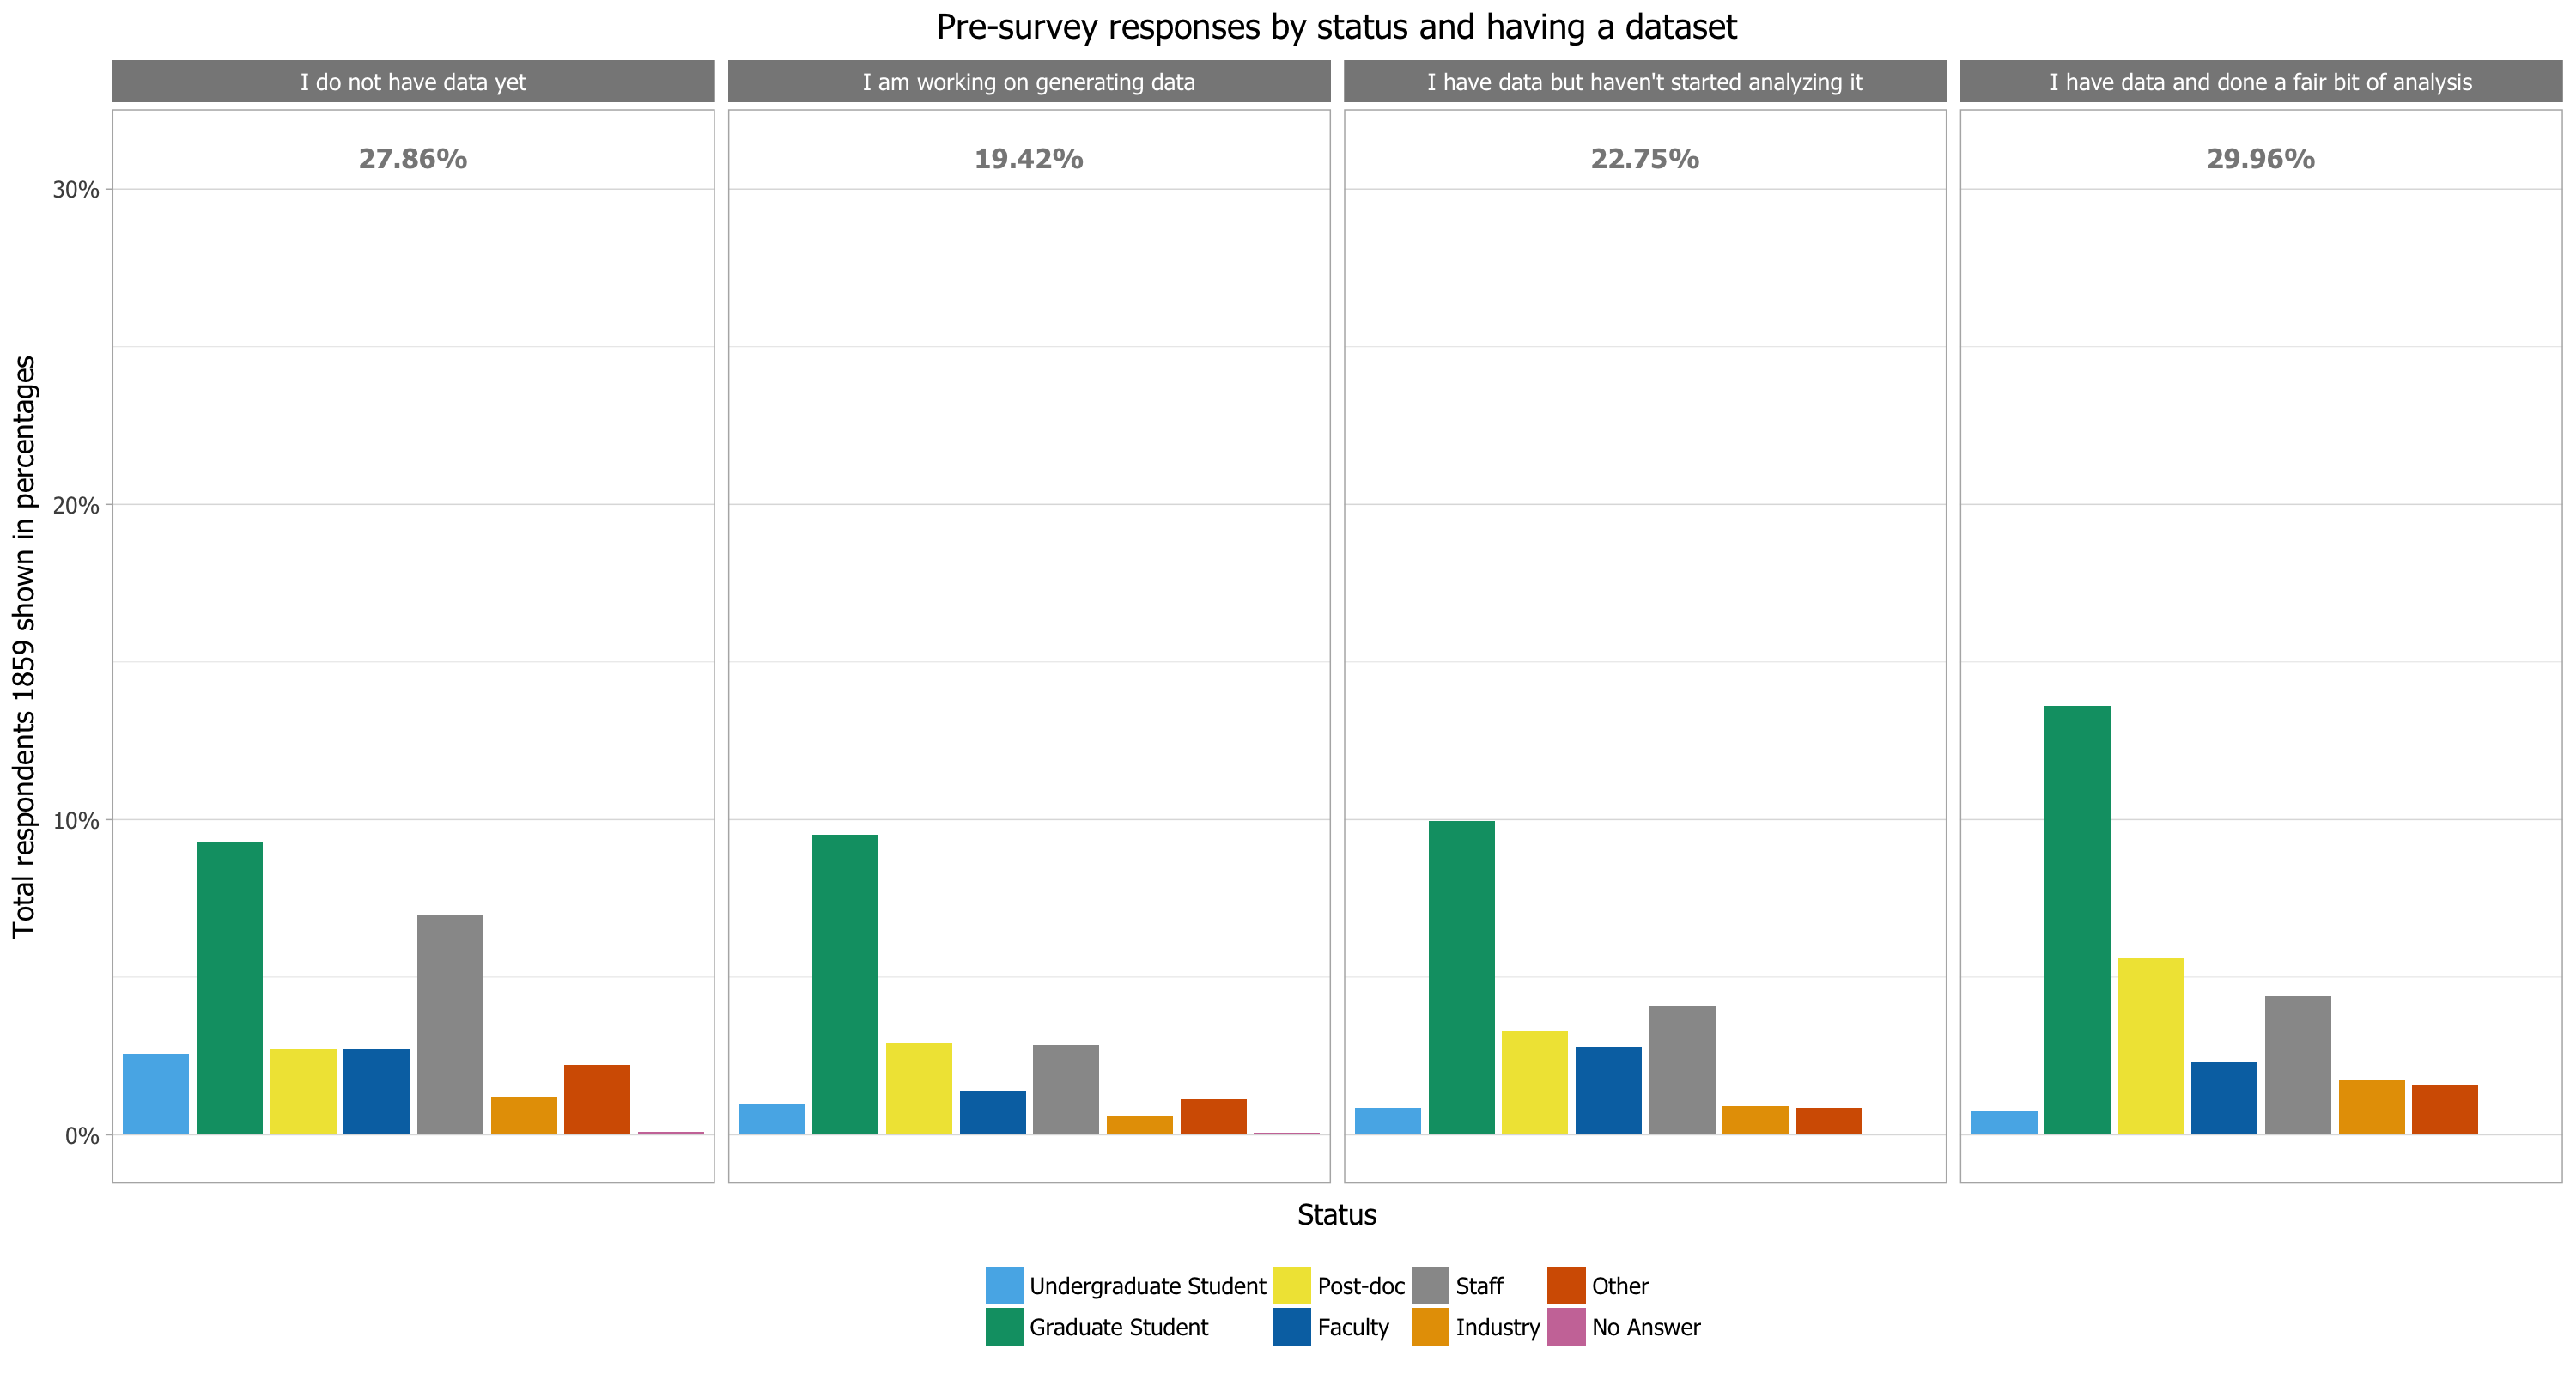 Pre-survey responses by status and having a dataset
I do not have data yet
I am working on generating data
I have data but haven't started analyzing it
I have data and done a fair bit of analysis
27.86%
19.42%
22.75%
29.96%
30%
20%
10%
0%
Total respondents 1859 shown in percentages
Status
Undergraduate Student
Post-doc
Staff
Other
Graduate Student
Faculty
Industry
No Answer